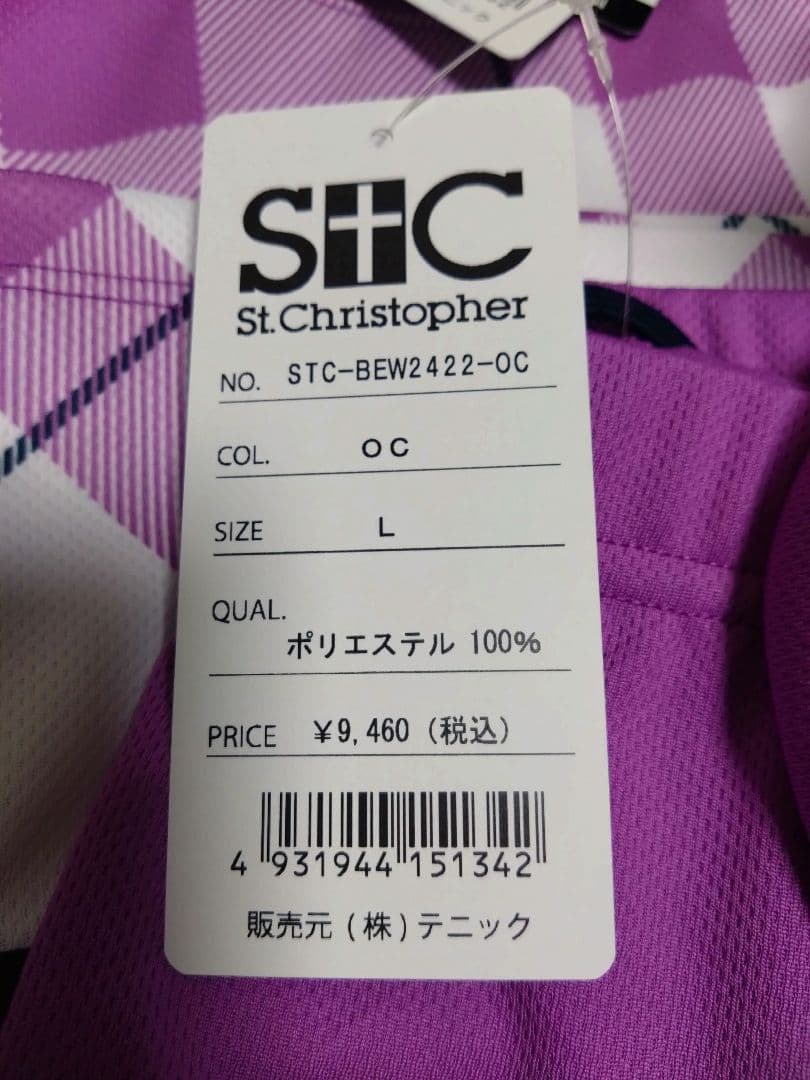 STC
St.Christopher
NO. STC-BEW2422-OC
COL. OC
SIZE L
QUAL.
ポリエステル 100%
PRICE ¥9,460 (税込)
4 931944 151342
販売元 (株) テニック